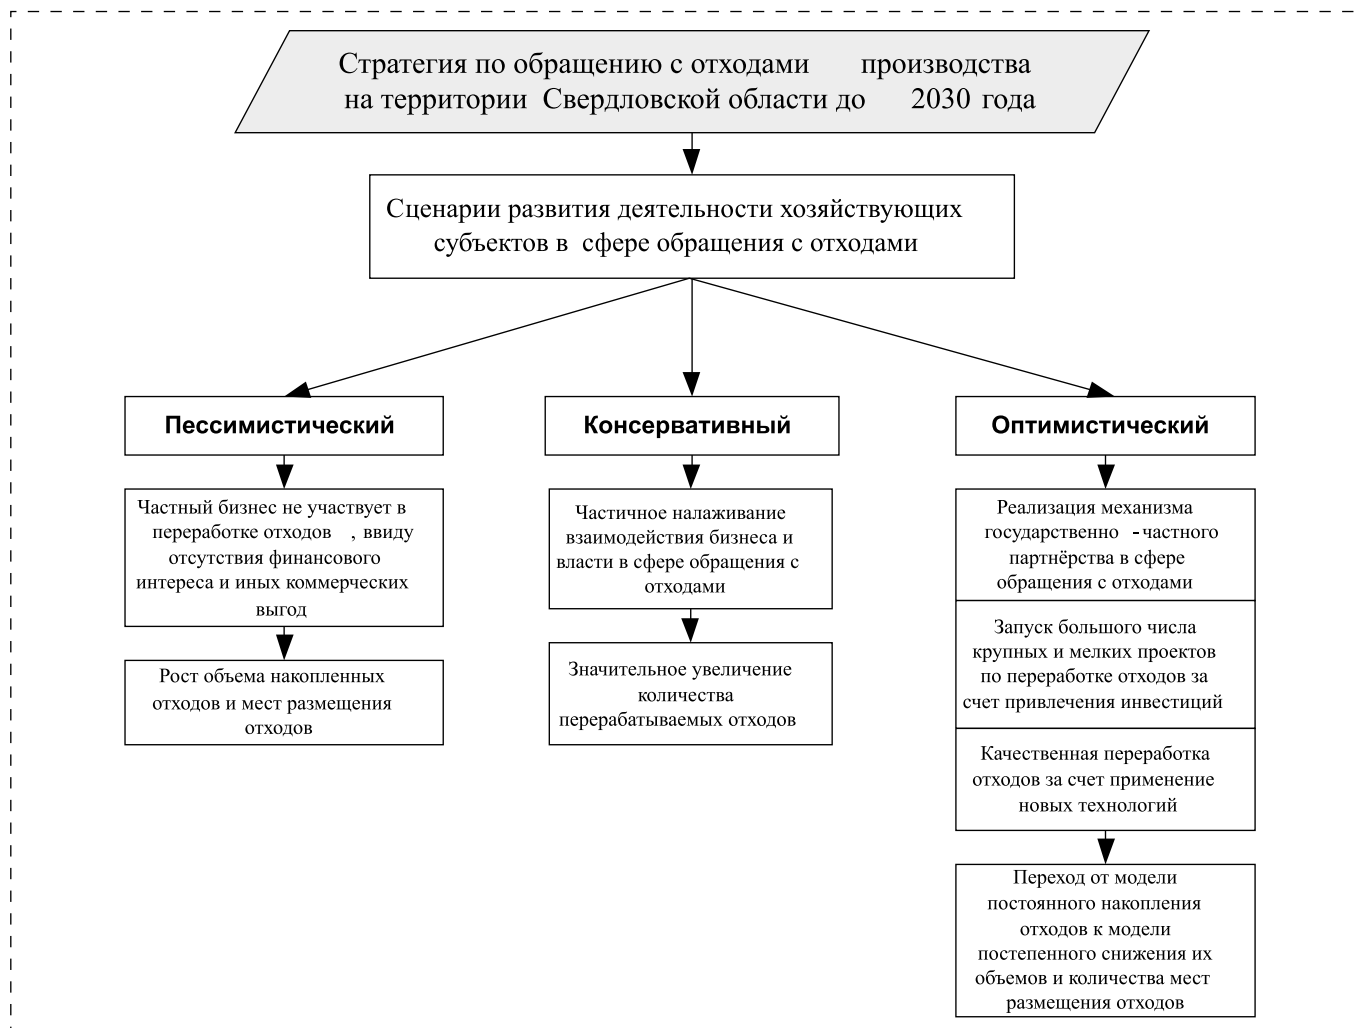 Стратегия по обращению с отходами производства
на территории Свердловской области до 2030 года
Сценарии развития деятельности хозяйствующих
субъектов в сфере обращения с отходами
Пессимистический
Частный бизнес не участвует в
переработке отходов , ввиду
отсутствия финансового
интереса и иных коммерческих
выгод
Рост объема накопленных
отходов и мест размещения
отходов
Консервативный
Частичное налаживание
взаимодействия бизнеса и
власти в сфере обращения с
отходами
Значительное увеличение
количества
перерабатываемых отходов
Оптимистический
Реализация механизма
государственно -частного
партнёрства в сфере
обращения с отходами
Запуск большого числа
крупных и мелких проектов
по переработке отходов за
счет привлечения инвестиций
Качественная переработка
отходов за счет применение
новых технологий
Переход от модели
постоянного накопления
отходов к модели
постепенного снижения их
объемов и количества мест
размещения отходов